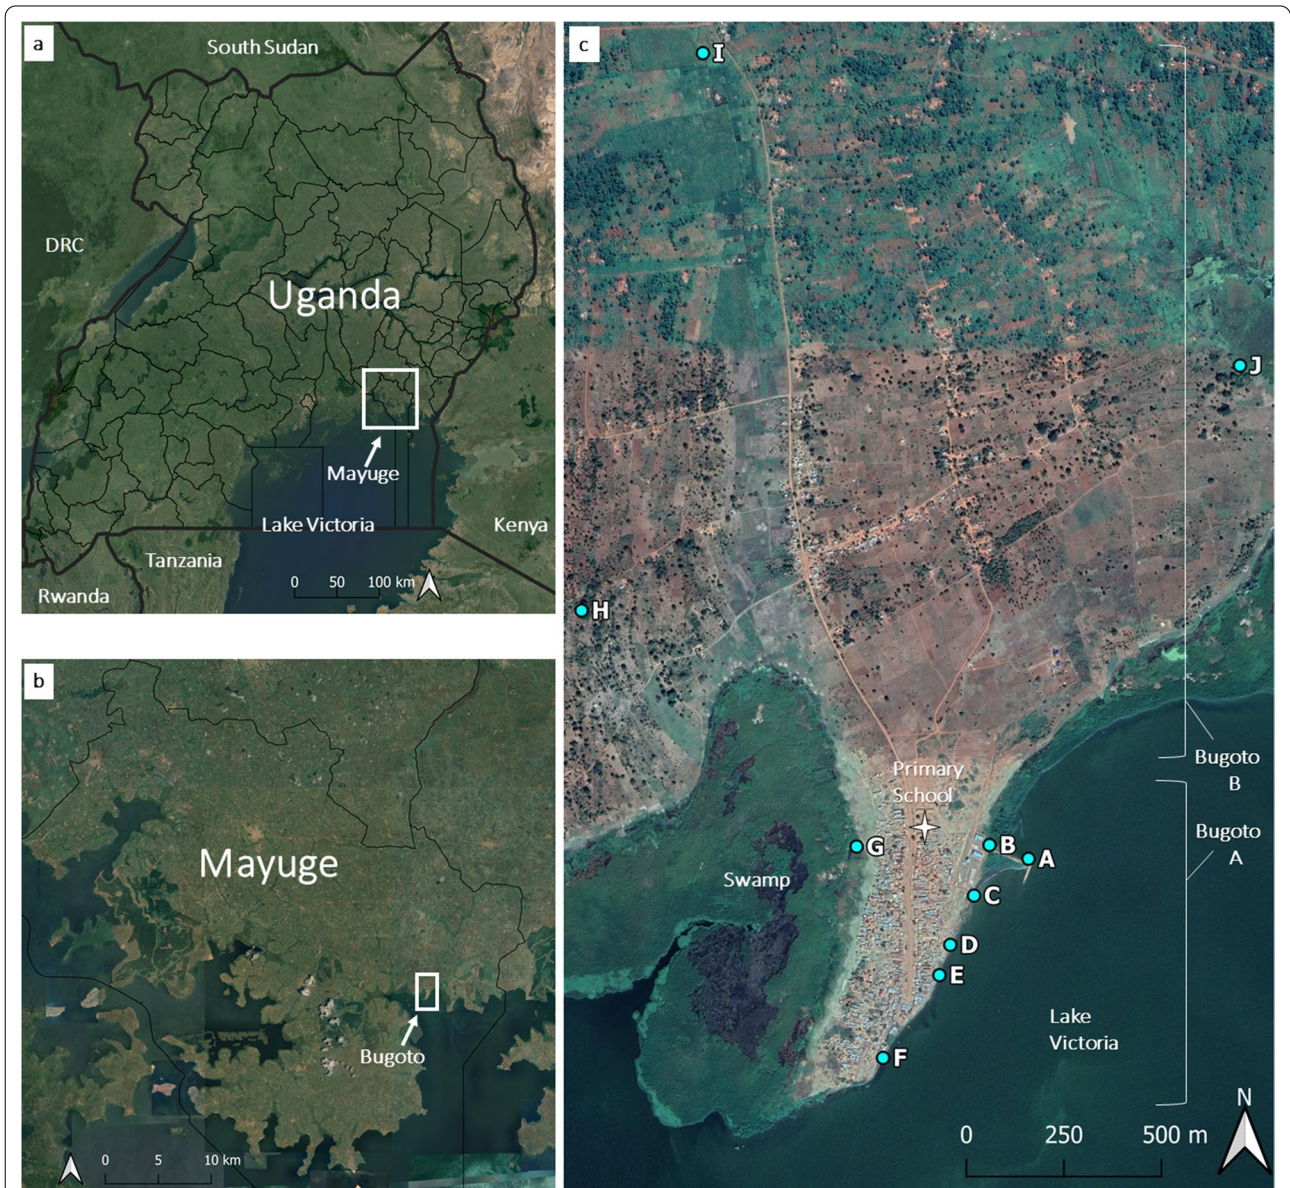 a
South Sudan
DRC
Uganda
Mayuge
Lake Victoria
Kenya
Tanzania
Rwanda
0 50 100 km
b
Mayuge
Bugoto
0 5 10 km
c
I
J
H
Primary
School
Bugoto
B
Bugoto
A
G
B
A
C
Swamp
D
E
F
Lake
Victoria
N
0 250 500 m